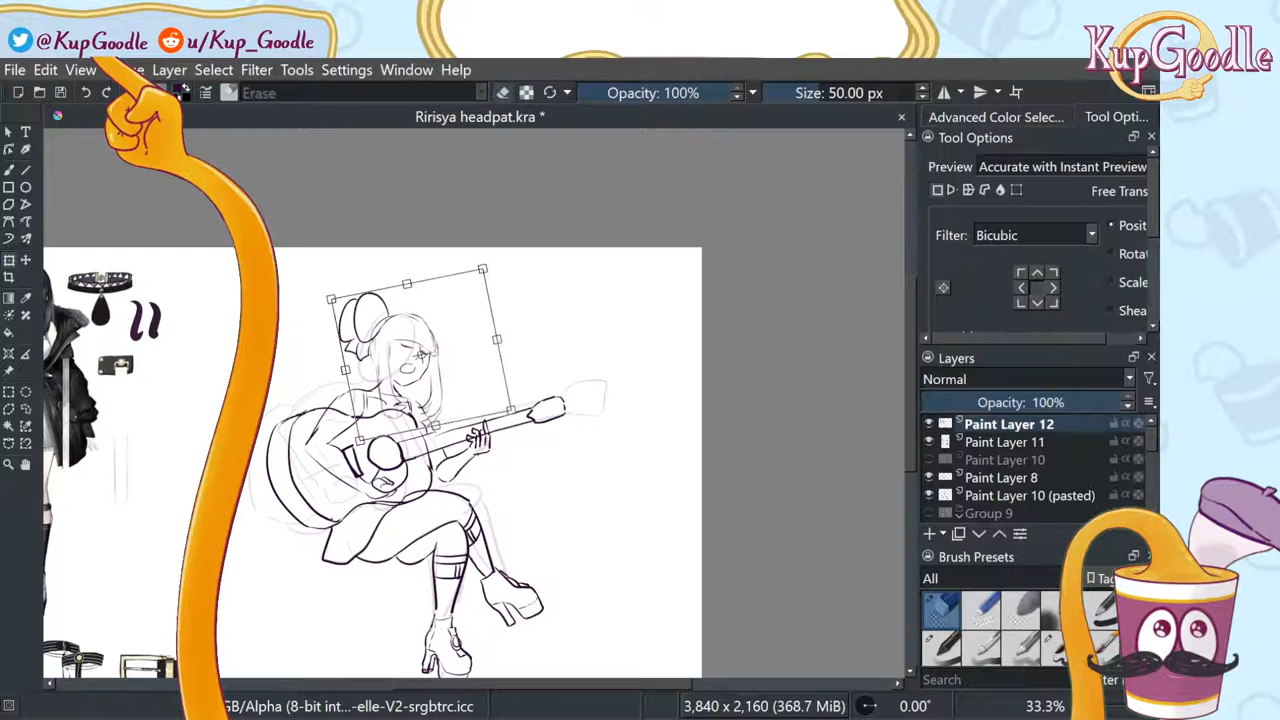 @KupGoodle u/Kup_Goodle
KupGoodle
File Edit View Layer Select Filter Tools Settings Window Help
Erase Opacity: 100% Size: 50.00 px
Ririsya headpat.kra *
Advanced Color Selec... Tool Opti...
Tool Options
Preview Accurate with Instant Preview
Free Trans
Filter: Bicubic
Posit
Rota
Scale
Shea
Layers
Normal
Opacity: 100%
Paint Layer 12
Paint Layer 11
Paint Layer 10
Paint Layer 8
Paint Layer 10 (pasted)
Group 9
Brush Presets
All
Tag
Search
GB/Alpha (8-bit int...-elle-V2-srgbtrc.icc 3,840 x 2,160 (368.7 MiB) 0.00° 33.3%